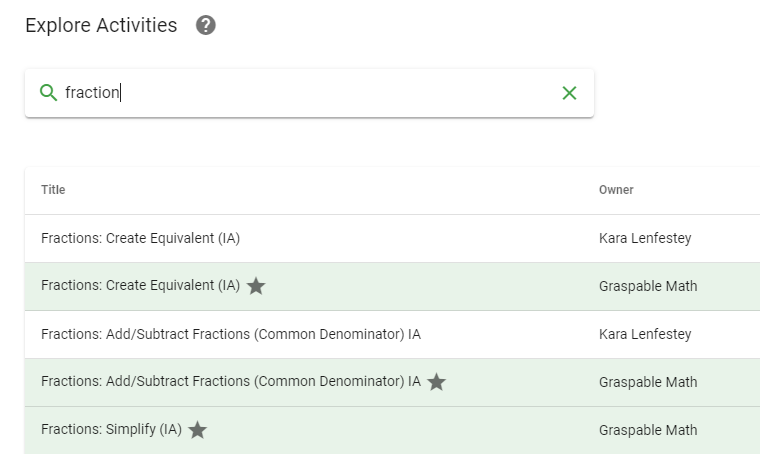 Explore Activities ?
fraction
Title Owner
Fractions: Create Equivalent (IA) Kara Lenfestey
Fractions: Create Equivalent (IA) Graspable Math
Fractions: Add/Subtract Fractions (Common Denominator) IA Kara Lenfestey
Fractions: Add/Subtract Fractions (Common Denominator) IA Graspable Math
Fractions: Simplify (IA) Graspable Math